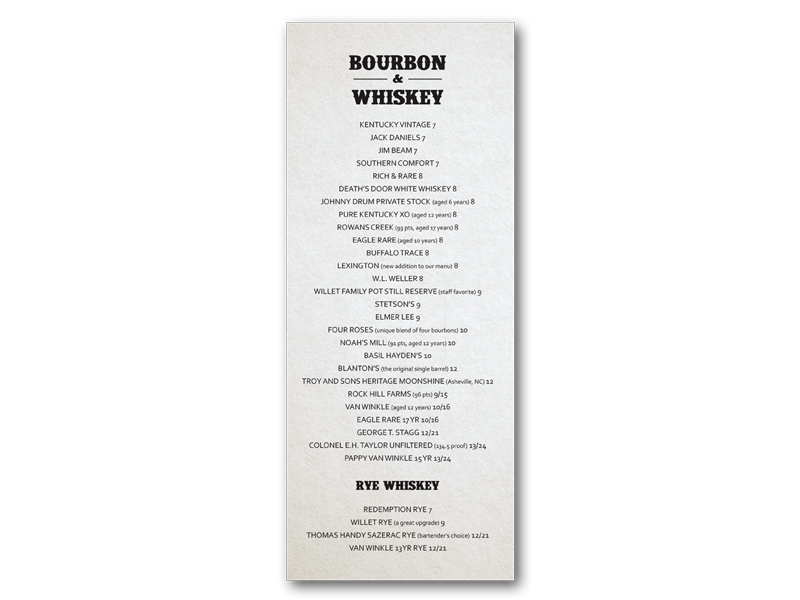 BOURBON
&
WHISKEY
KENTUCKY VINTAGE 7
JACK DANIELS 7
JIM BEAM 7
SOUTHERN COMFORT 7
RICH & RARE 8
DEATH'S DOOR WHITE WHISKEY 8
JOHNNY DRUM PRIVATE STOCK (aged 6 years) 8
PURE KENTUCKY XO (aged 12 years) 8
ROWANS CREEK (93 pts, aged 17 years) 8
EAGLE RARE (aged 10 years) 8
BUFFALO TRACE 8
LEXINGTON (new addition to our menu) 8
W.L. WELLER 8
WILLET FAMILY POT STILL RESERVE (staff favorite) 9
STETSON'S 9
ELMER LEE 9
FOUR ROSES (unique blend of four bourbons) 10
NOAH'S MILL (91 pts, aged 12 years) 10
BASIL HAYDEN'S 10
BLANTON'S (the original single barrel) 12
TROY AND SONS HERITAGE MOONSHINE (Asheville, NC) 12
ROCK HILL FARMS (96 pts) 9/15
VAN WINKLE (aged 12 years) 10/16
EAGLE RARE 17 YR 10/16
GEORGE T. STAGG 12/21
COLONEL E.H. TAYLOR UNFILTERED (134.5 proof) 13/24
PAPPY VAN WINKLE 15 YR 13/24
RYE WHISKEY
REDEMPTION RYE 7
WILLET RYE (a great upgrade) 9
THOMAS HANDY SAZERAC RYE (bartender's choice) 12/21
VAN WINKLE 13YR RYE 12/21